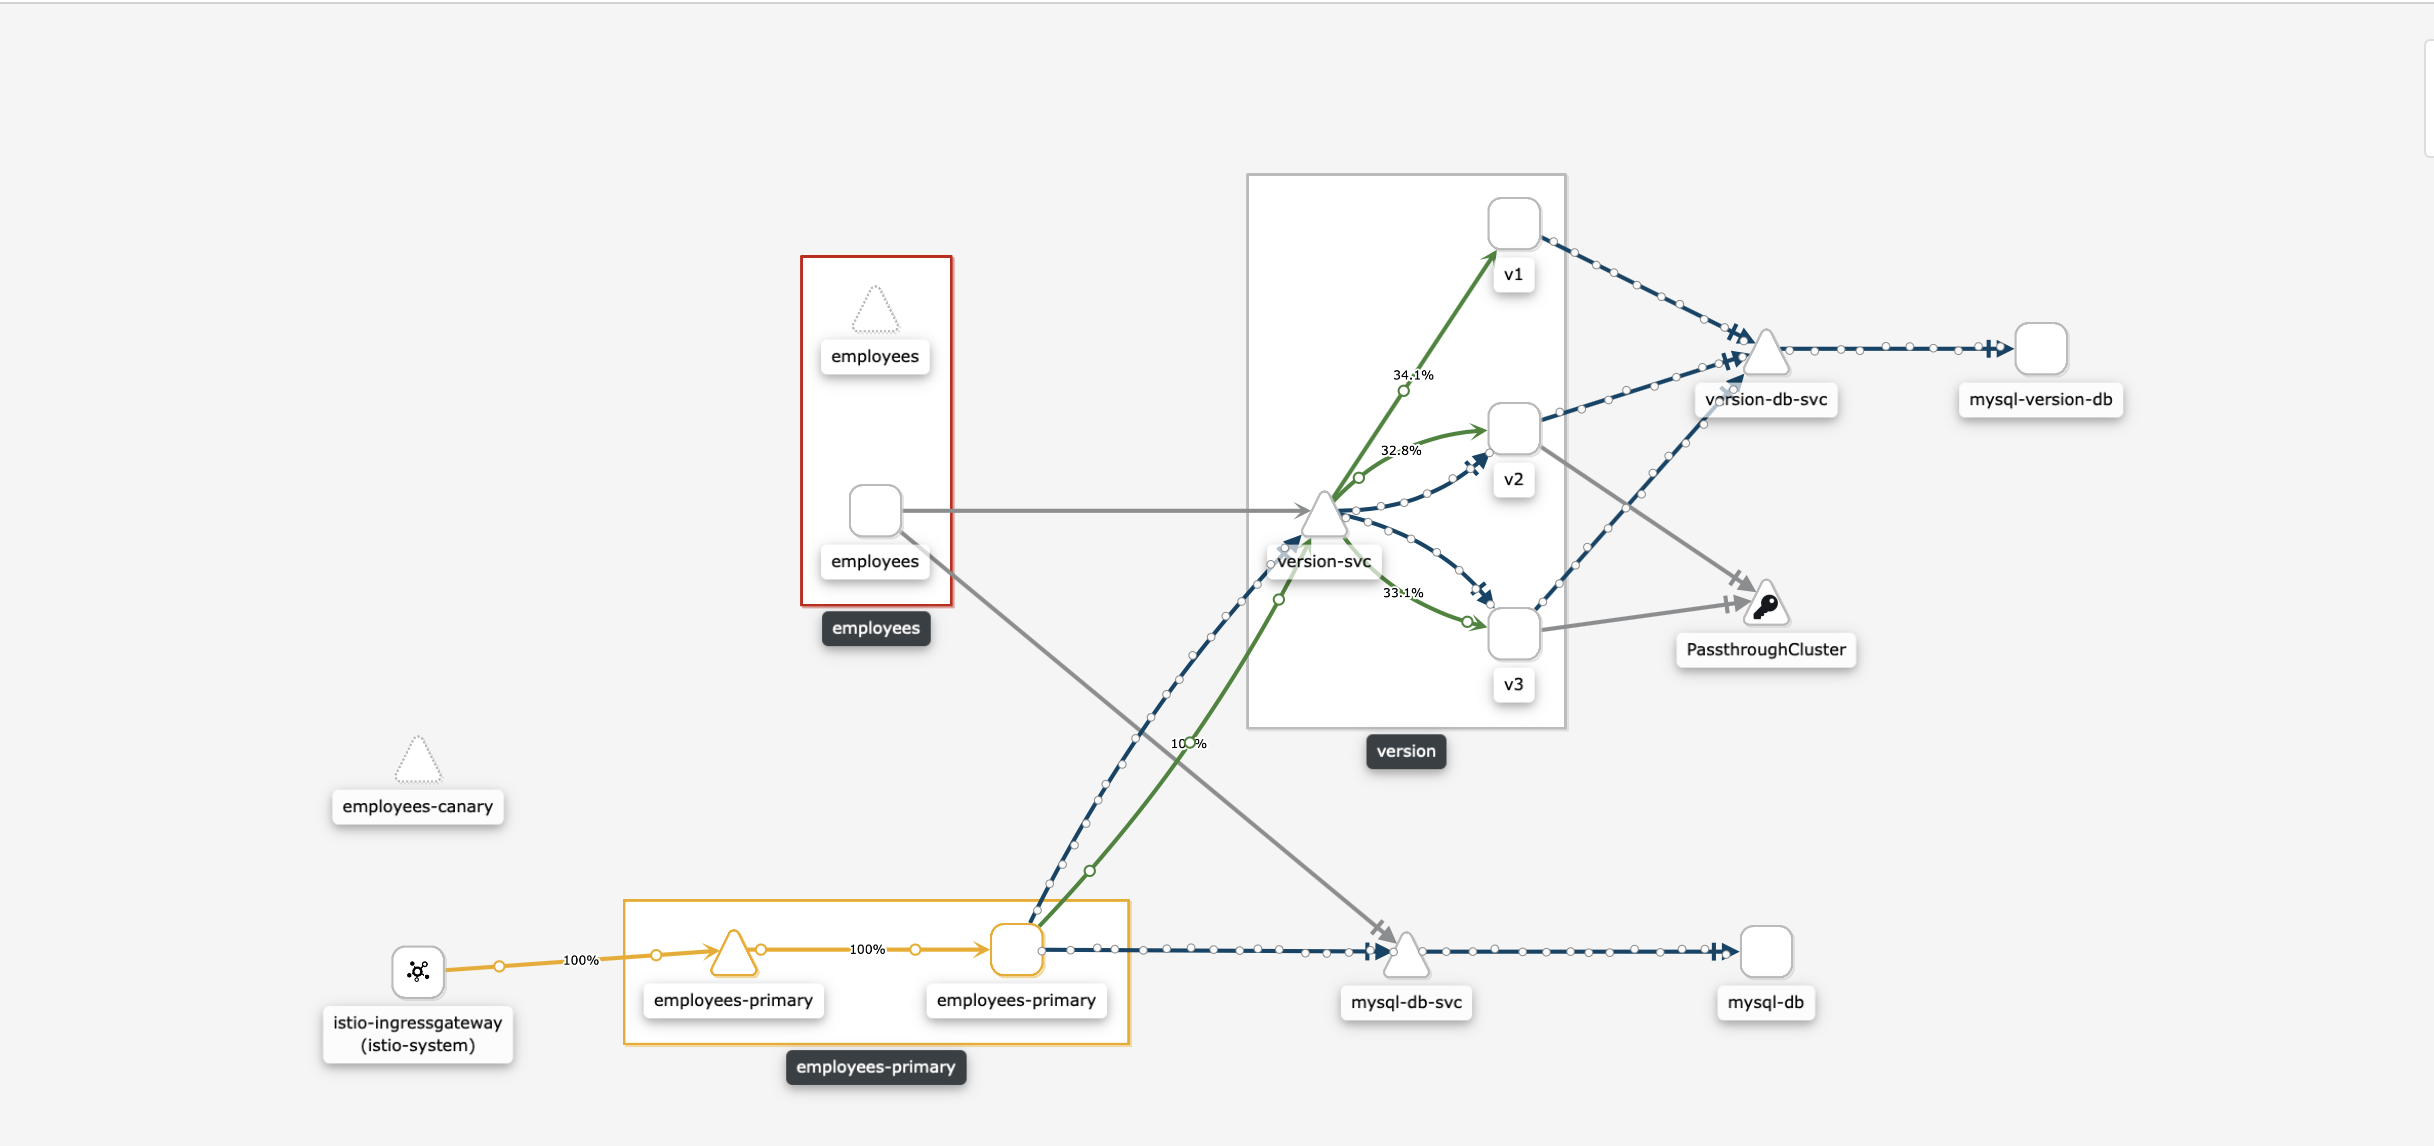 v1
employees
34.1%
version-db-svc
mysql-version-db
32.8%
v2
employees
version-svc
33.1%
employees
PassthroughCluster
v3
version
employees-canary
100%
100%
employees-primary
employees-primary
mysql-db-svc
mysql-db
istio-ingressgateway
(istio-system)
employees-primary